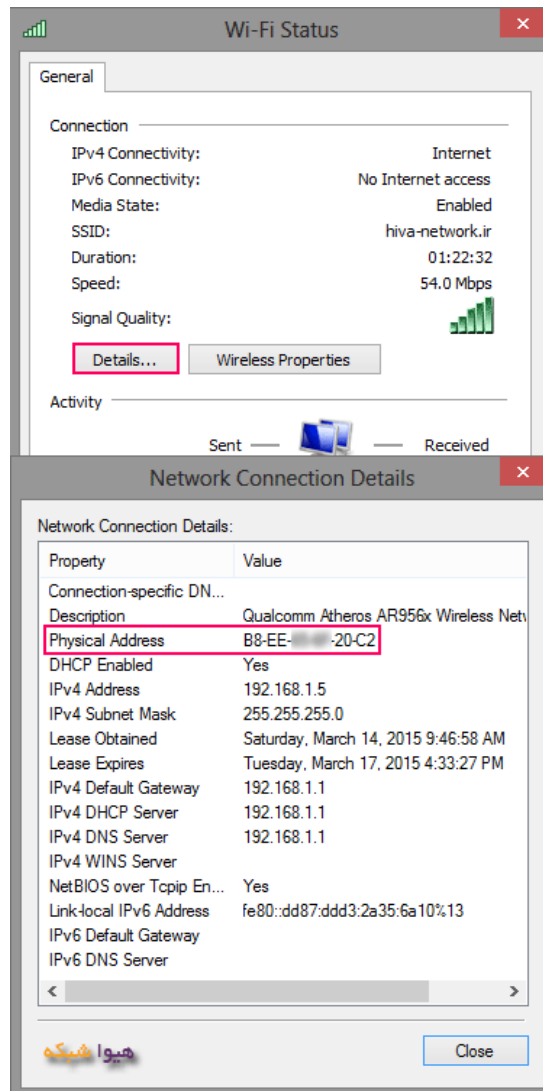 Wi-Fi Status
General
Connection
IPv4 Connectivity: Internet
IPv6 Connectivity: No Internet access
Media State: Enabled
SSID: hiva-network.ir
Duration: 01:22:32
Speed: 54.0 Mbps
Signal Quality:
Details... Wireless Properties
Activity
Sent Received
Network Connection Details
Network Connection Details:
Property Value
Connection-specific DN...
Description Qualcomm Atheros AR956x Wireless Netw
Physical Address B8-EE- -20-C2
DHCP Enabled Yes
IPv4 Address 192.168.1.5
IPv4 Subnet Mask 255.255.255.0
Lease Obtained Saturday, March 14, 2015 9:46:58 AM
Lease Expires Tuesday, March 17, 2015 4:33:27 PM
IPv4 Default Gateway 192.168.1.1
IPv4 DHCP Server 192.168.1.1
IPv4 DNS Server 192.168.1.1
IPv4 WINS Server
NetBIOS over Tcpip En... Yes
Link-local IPv6 Address fe80::dd87:ddd3:2a35:6a10%13
IPv6 Default Gateway
IPv6 DNS Server
هیوا شبکه
Close